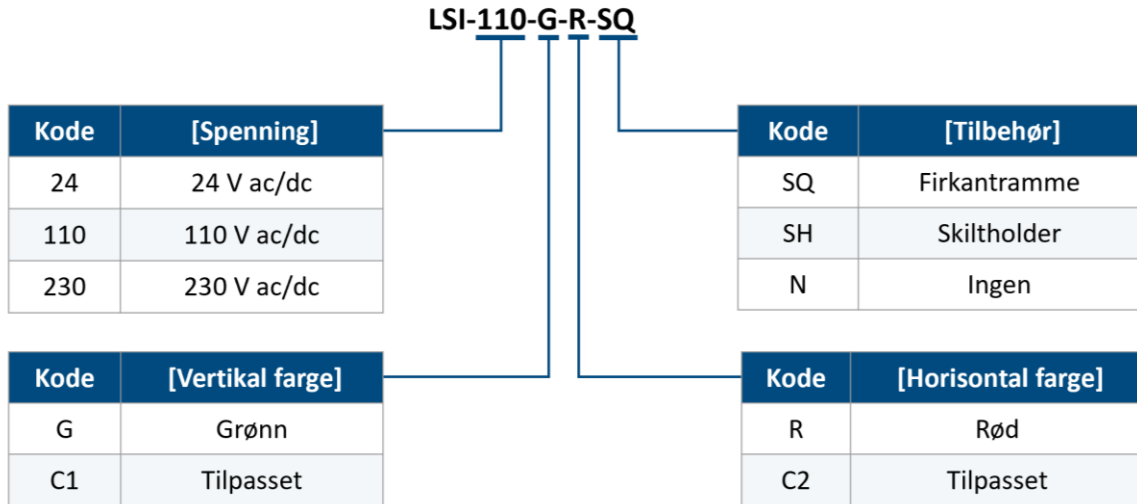 LSI-110-G-R-SQ
Kode [Spenning]
24 24 V ac/dc
110 110 V ac/dc
230 230 V ac/dc
Kode [Tilbehør]
SQ Firkantramme
SH Skiltholder
N Ingen
Kode [Vertikal farge]
G Grønn
C1 Tilpasset
Kode [Horisontal farge]
R Rød
C2 Tilpasset